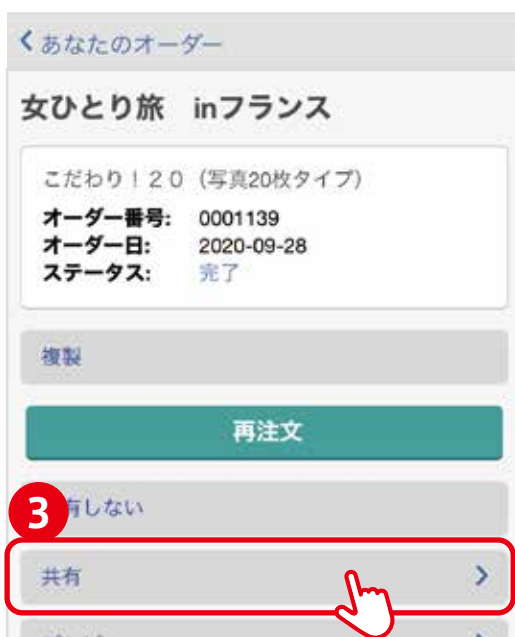 あなたのオーダー
女ひとり旅　inフランス
こだわり！２０（写真20枚タイプ）
オーダー番号: 0001139
オーダー日: 2020-09-28
ステータス: 完了
複製
再注文
3 有しない
共有